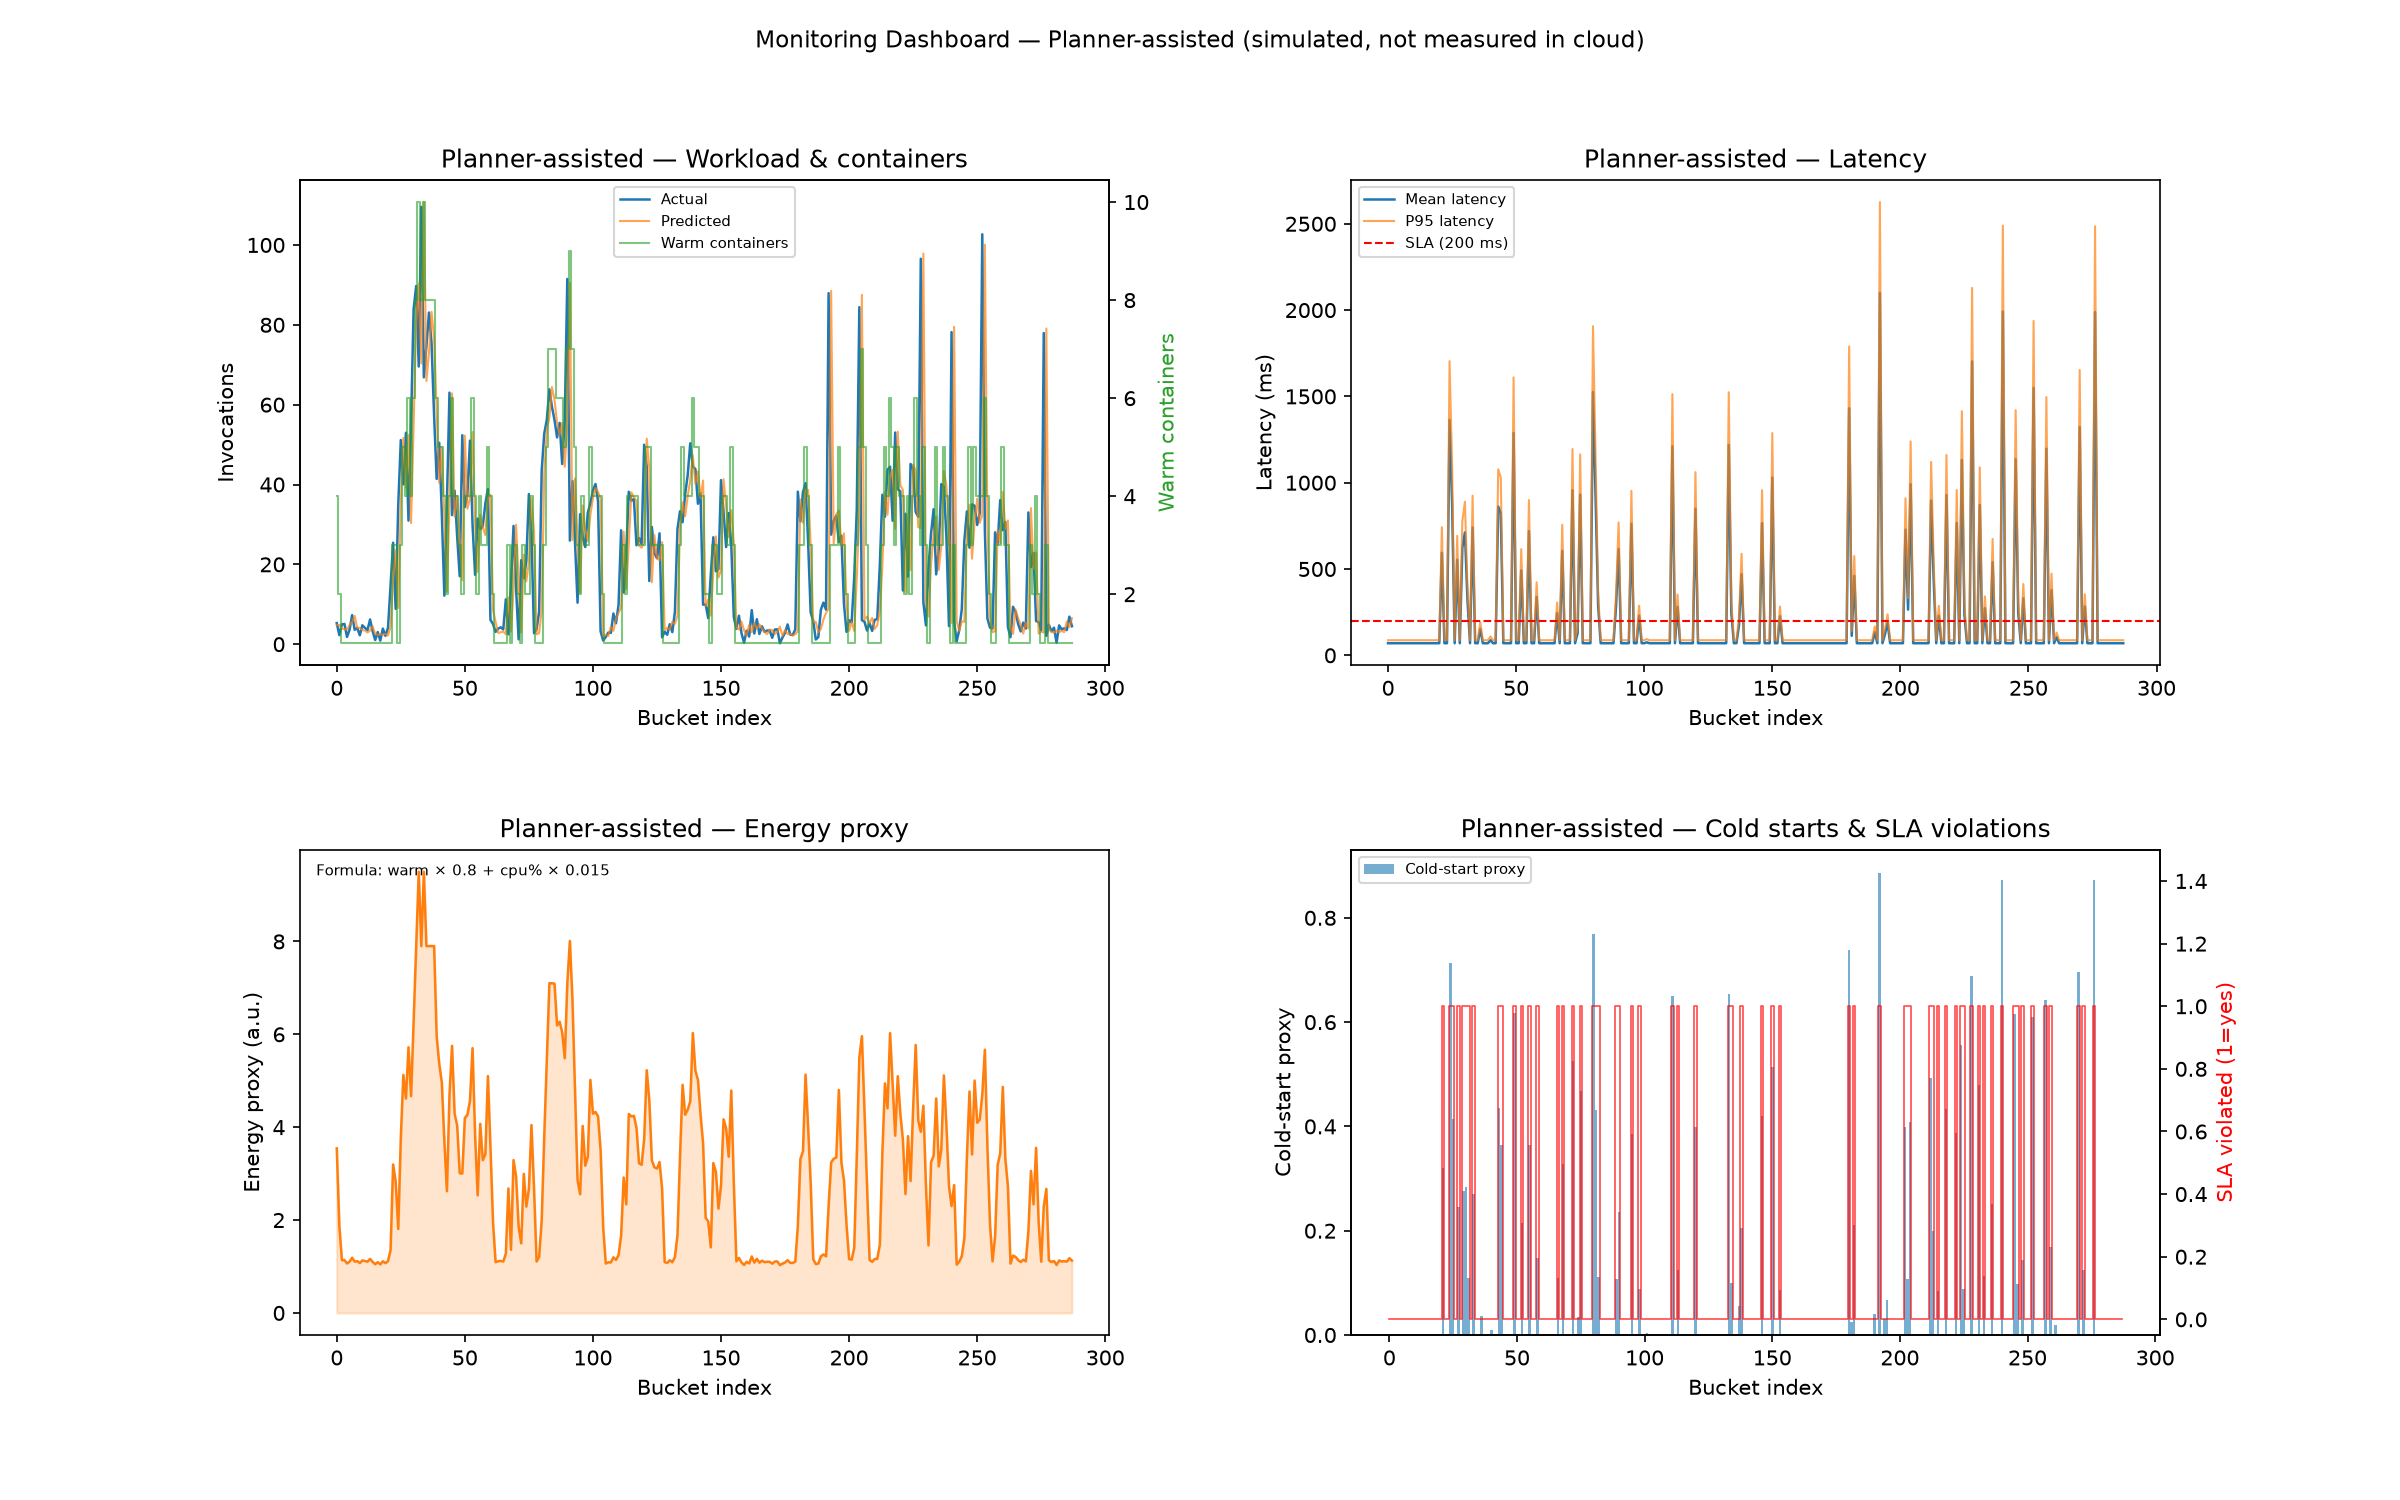 Monitoring Dashboard — Planner-assisted (simulated, not measured in cloud)
Planner-assisted — Workload & containers
Actual
Predicted
Warm containers
Invocations
0
20
40
60
80
100
Warm containers
2
4
6
8
10
0 50 100 150 200 250 300
Bucket index
Planner-assisted — Latency
Mean latency
P95 latency
SLA (200 ms)
Latency (ms)
0
500
1000
1500
2000
2500
0 50 100 150 200 250 300
Bucket index
Planner-assisted — Energy proxy
Formula: warm × 0.8 + cpu% × 0.015
Energy proxy (a.u.)
0
2
4
6
8
0 50 100 150 200 250 300
Bucket index
Planner-assisted — Cold starts & SLA violations
Cold-start proxy
Cold-start proxy
0.0
0.2
0.4
0.6
0.8
SLA violated (1=yes)
0.0
0.2
0.4
0.6
0.8
1.0
1.2
1.4
0 50 100 150 200 250 300
Bucket index